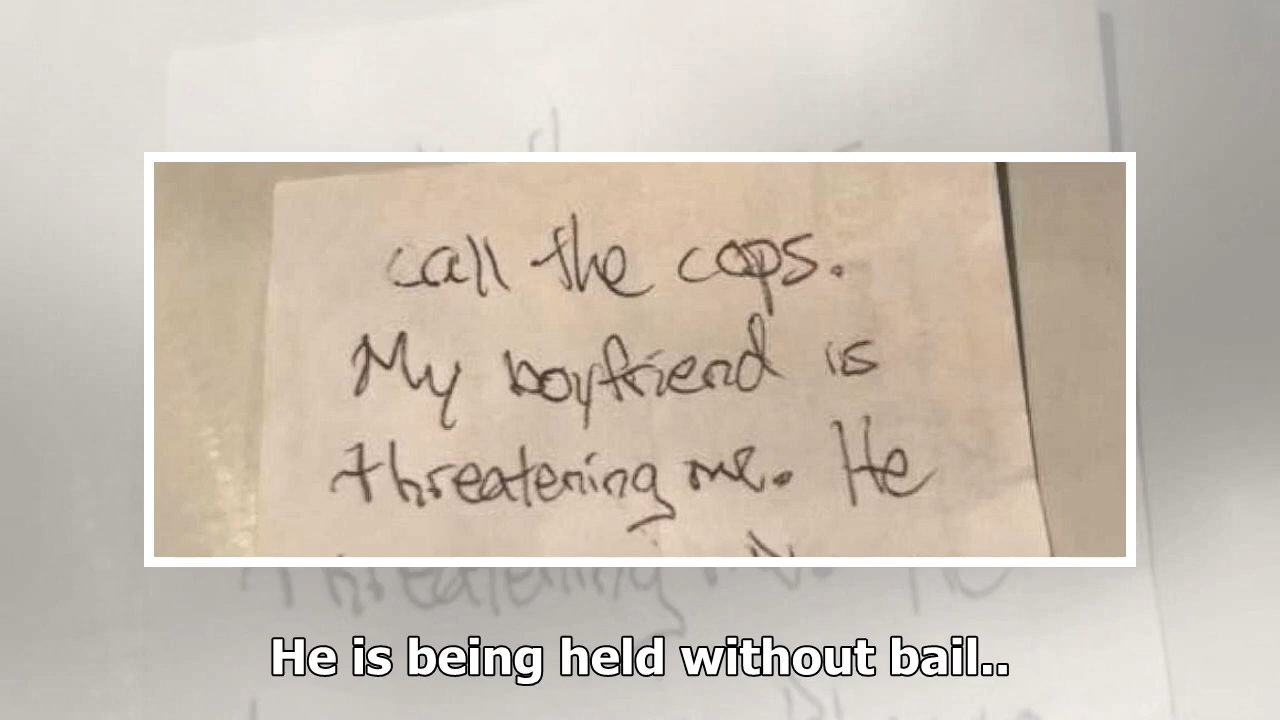 call the cops.
My boyfriend is
threatening me. He
He is being held without bail..